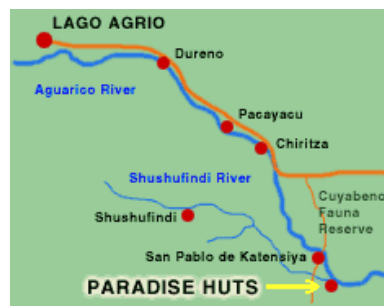 LAGO AGRIO
Dureno
Aguarico River
Pacayacu
Chiritza
Shushufindi River
Cuyabeno
Fauna
Reserve
Shushufindi
San Pablo de Katensiya
PARADISE HUTS